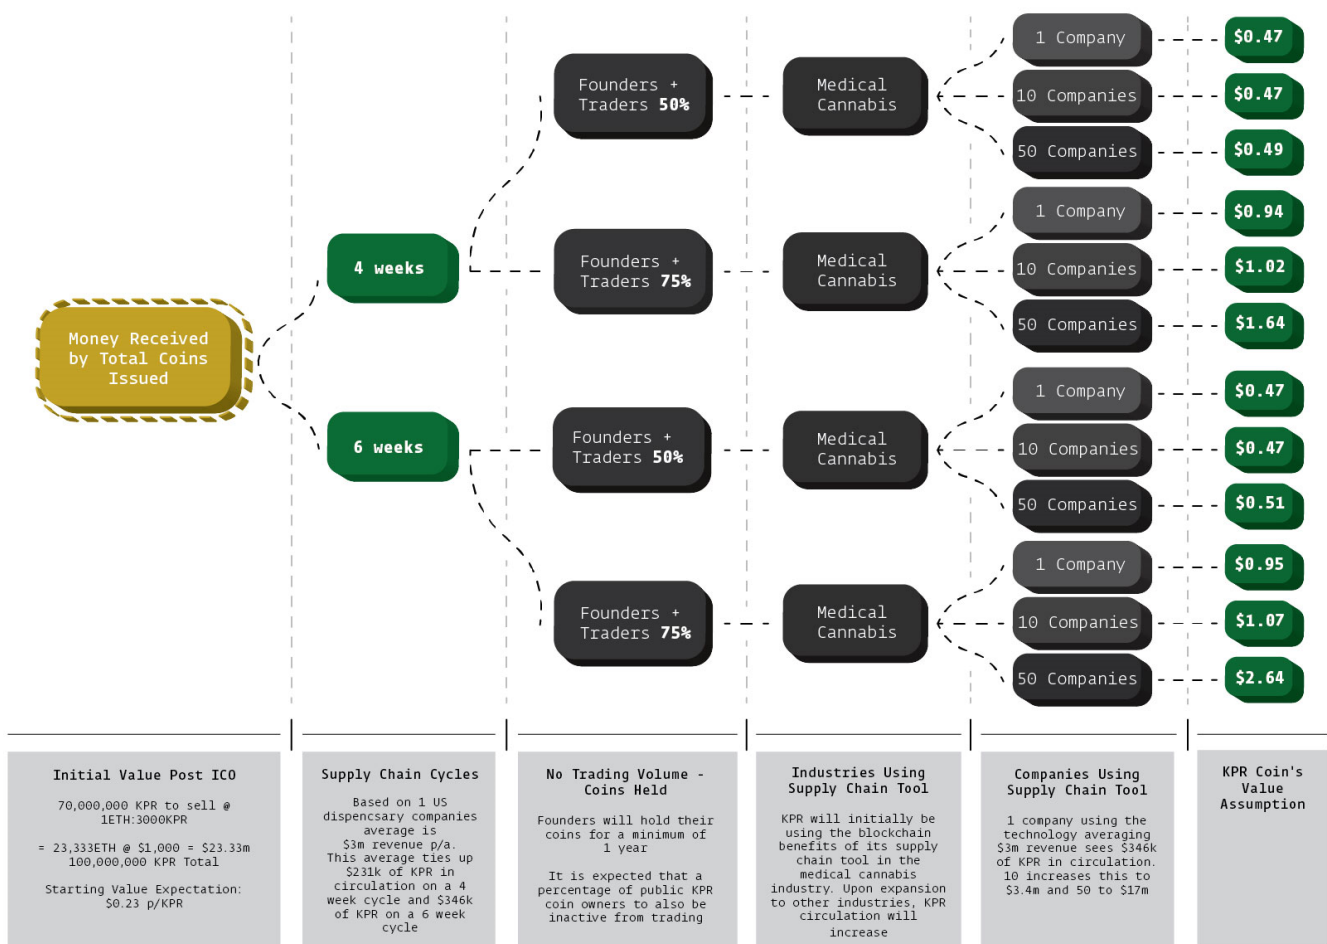 Money Received
by Total Coins
Issued
4 weeks
6 weeks
Founders +
Traders 50%
Founders +
Traders 75%
Founders +
Traders 50%
Founders +
Traders 75%
Medical
Cannabis
Medical
Cannabis
Medical
Cannabis
Medical
Cannabis
1 Company
10 Companies
50 Companies
1 Company
10 Companies
50 Companies
1 Company
10 Companies
50 Companies
1 Company
10 Companies
50 Companies
$0.47
$0.47
$0.49
$0.94
$1.02
$1.64
$0.47
$0.47
$0.51
$0.95
$1.07
$2.64
Initial Value Post ICO
70,000,000 KPR to sell @
1ETH:3000KPR
= 23,333ETH @ $1,000 = $23.33m
100,000,000 KPR Total
Starting Value Expectation:
$0.23 p/KPR
Supply Chain Cycles
Based on 1 US
dispencsary companies
average is
$3m revenue p/a.
This average ties up
$231k of KPR in
circulation on a 4
week cycle and $346k
of KPR on a 6 week
cycle
No Trading Volume -
Coins Held
Founders will hold their
coins for a minimum of
1 year
It is expected that a
percentage of public KPR
coin owners to also be
inactive from trading
Industries Using
Supply Chain Tool
KPR will initially be
using the blockchain
benefits of its supply
chain tool in the
medical cannabis
industry. Upon expansion
to other industries, KPR
circulation will
increase
Companies Using
Supply Chain Tool
1 company using the
technology averaging
$3m revenue sees $346k
of KPR in circulation.
10 increases this to
$3.4m and 50 to $17m
KPR Coin's
Value
Assumption